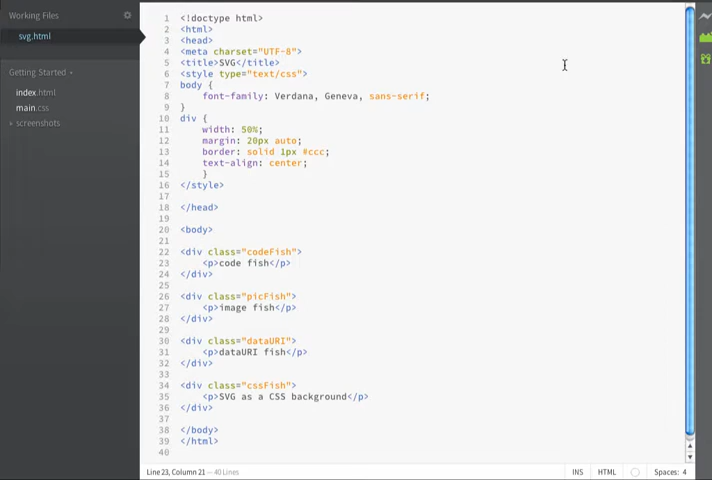 Working Files
svg.html
Getting Started
index.html
main.css
screenshots
1 <!doctype html>
2 <html>
3 <head>
4 <meta charset="UTF-8">
5 <title>SVG</title>
6 <style type="text/css">
7 body {
8 font-family: Verdana, Geneva, sans-serif;
9 }
10 div {
11 width: 50%;
12 margin: 20px auto;
13 border: solid 1px #ccc;
14 text-align: center;
15 }
16 </style>
17
18 </head>
19
20 <body>
21
22 <div class="codeFish">
23 <p>code fish</p>
24 </div>
25
26 <div class="picFish">
27 <p>image fish</p>
28 </div>
29
30 <div class="dataURI">
31 <p>dataURI fish</p>
32 </div>
33
34 <div class="cssFish">
35 <p>SVG as a CSS background</p>
36 </div>
37
38 </body>
39 </html>
40
Line 23, Column 21 — 40 Lines
INS HTML Spaces: 4